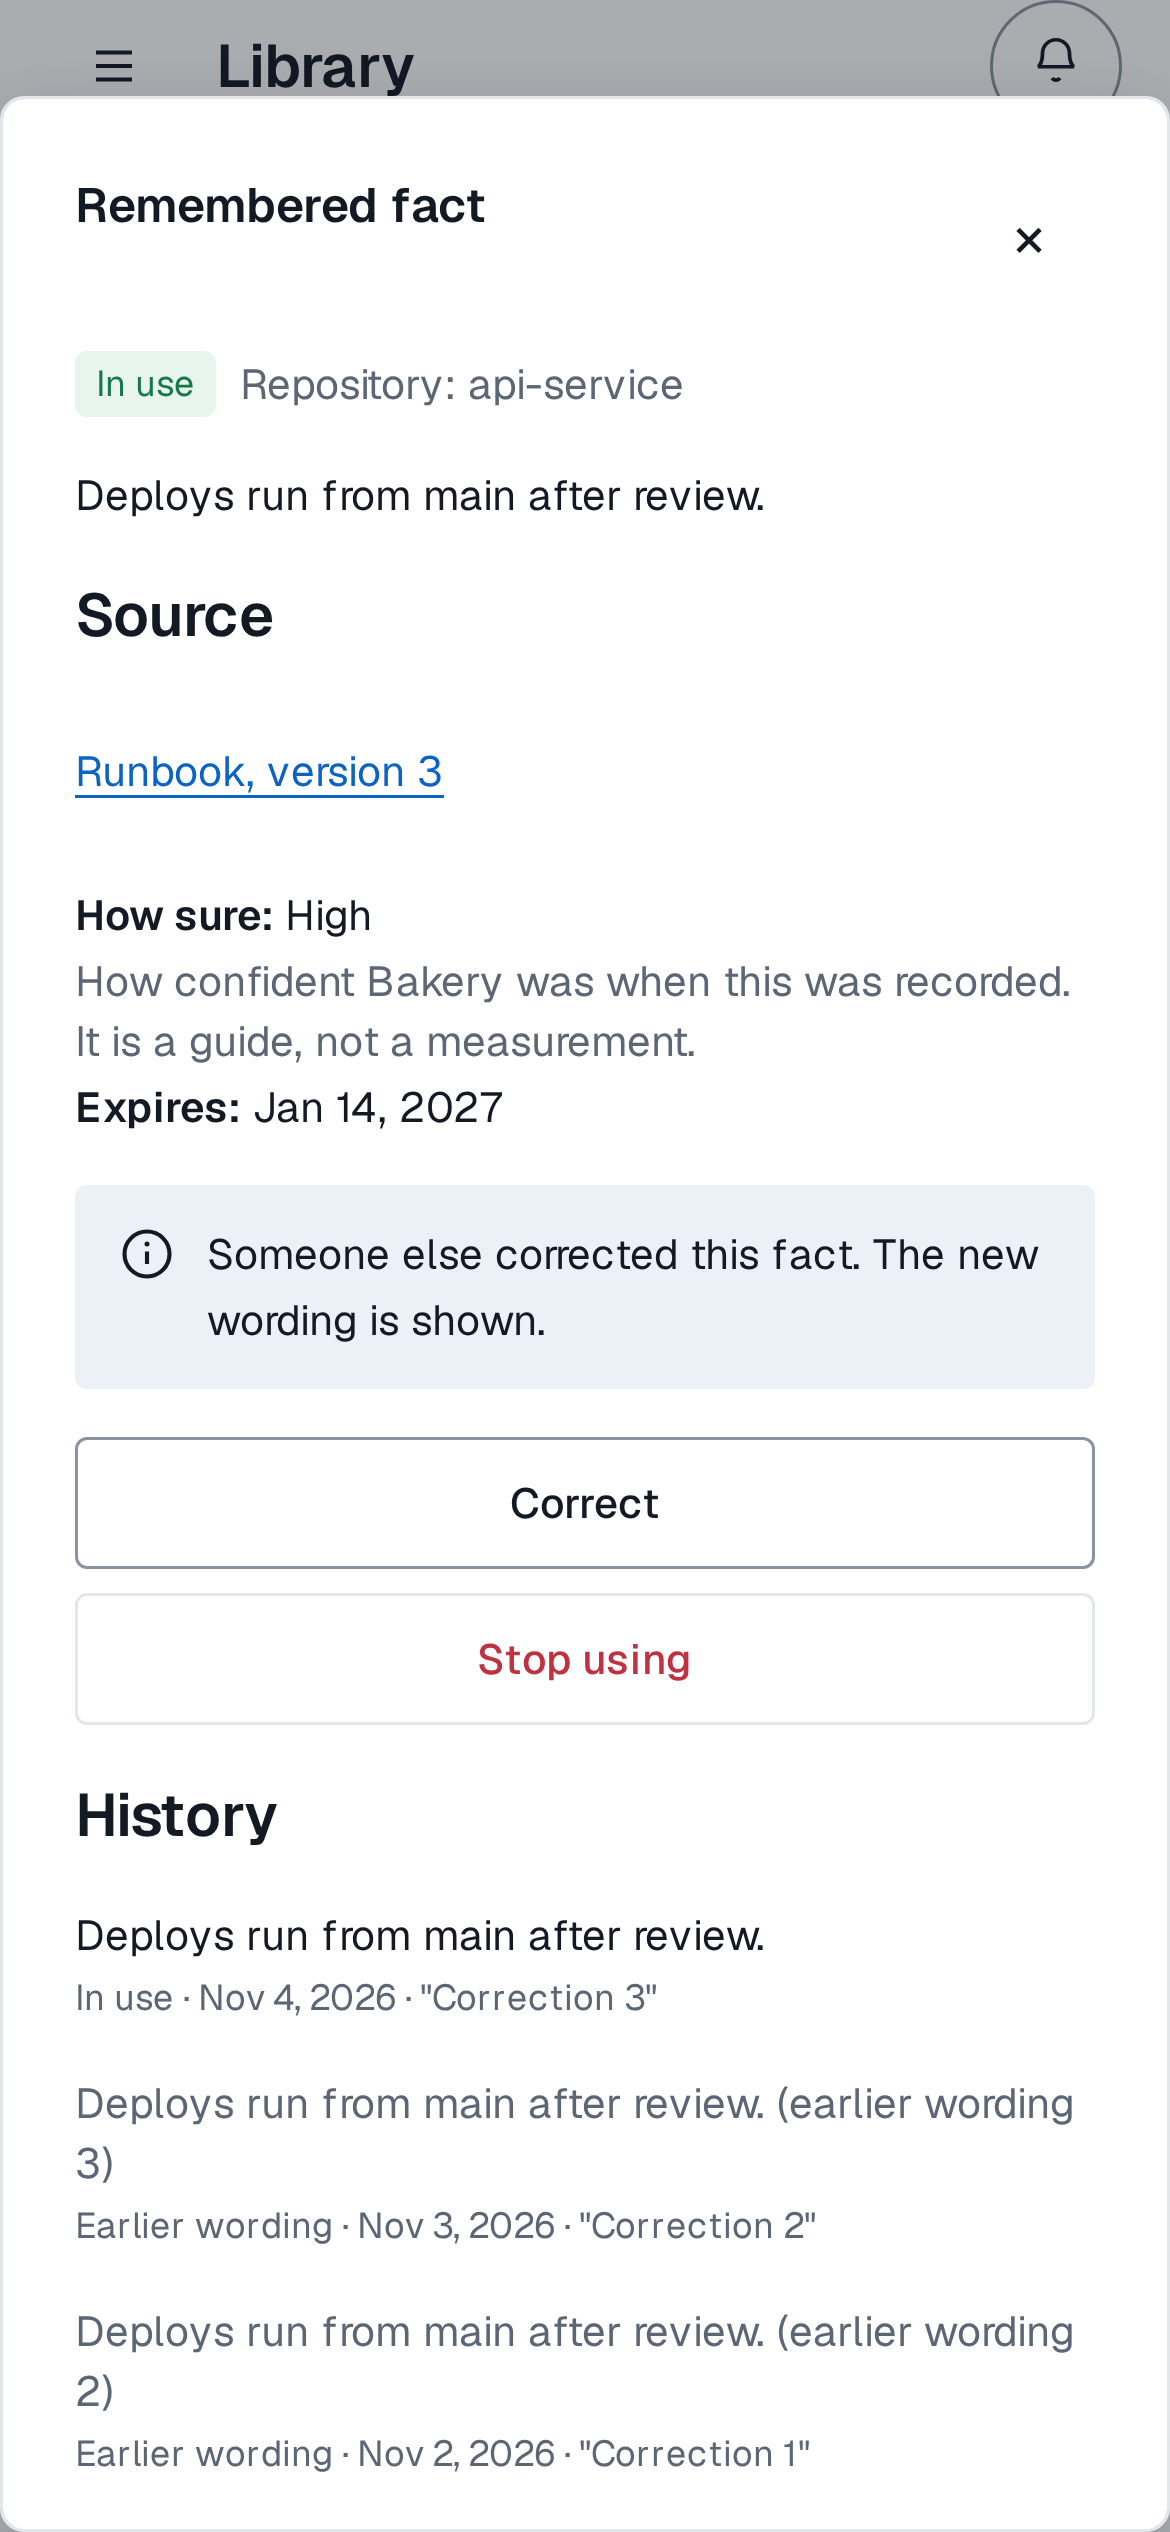 Library
Remembered fact
In use Repository: api-service
Deploys run from main after review.
Source
Runbook, version 3
How sure: High
How confident Bakery was when this was recorded.
It is a guide, not a measurement.
Expires: Jan 14, 2027
Someone else corrected this fact. The new
wording is shown.
Correct
Stop using
History
Deploys run from main after review.
In use · Nov 4, 2026 · "Correction 3"
Deploys run from main after review. (earlier wording
3)
Earlier wording · Nov 3, 2026 · "Correction 2"
Deploys run from main after review. (earlier wording
2)
Earlier wording · Nov 2, 2026 · "Correction 1"